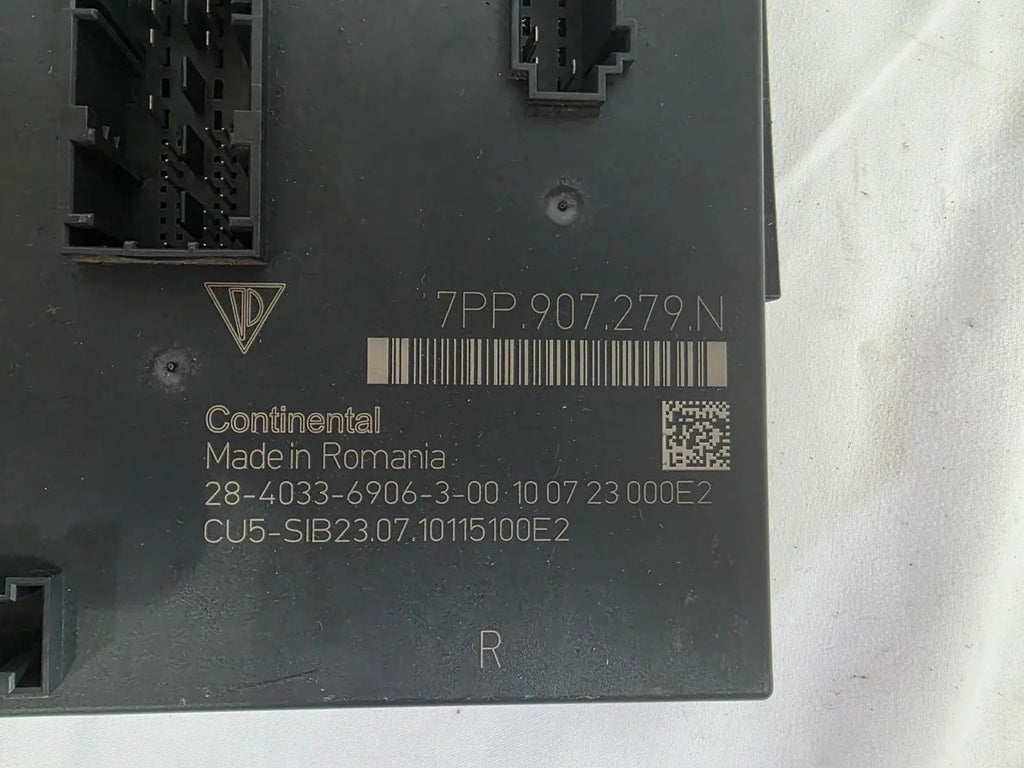 7PP.907.279.N
Continental
Made in Romania
28-4033-6906-3-00 10 07 23 000E2
CU5-SIB23.07.10115100E2
R